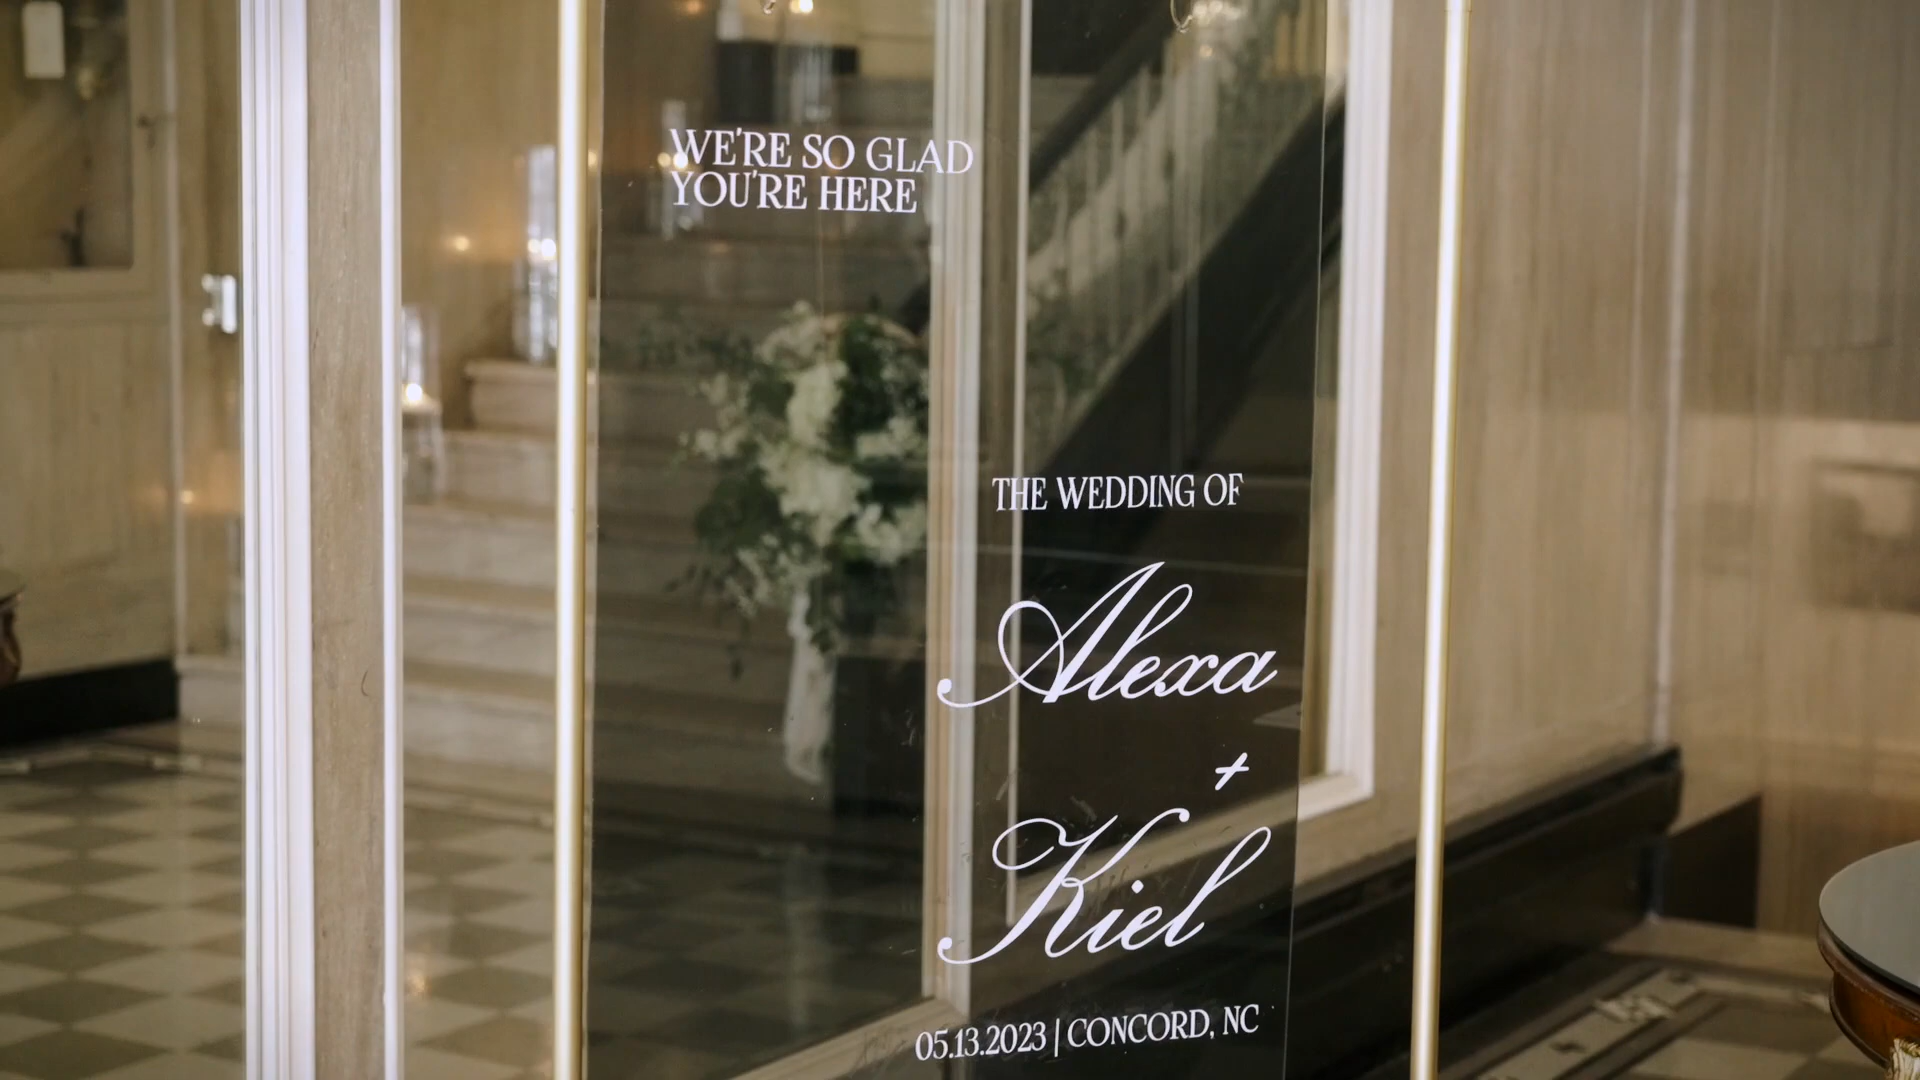 WE'RE SO GLAD
YOU'RE HERE
THE WEDDING OF
Alexa
+
Kiel
05.13.2023 | CONCORD, NC